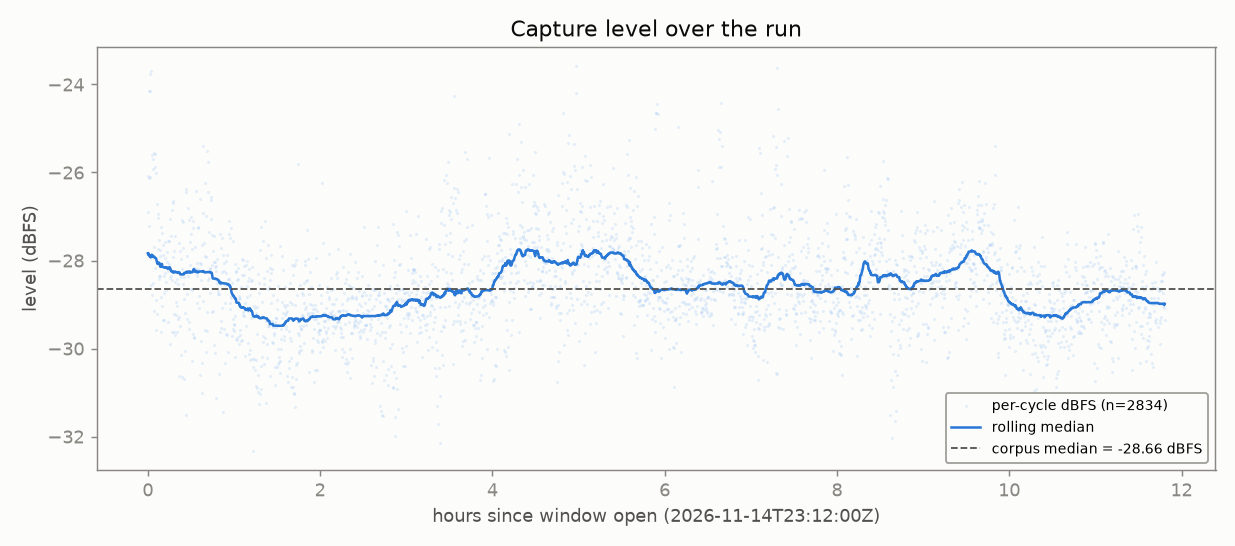 Capture level over the run
level (dBFS)
−24
−26
−28
−30
−32
per-cycle dBFS (n=2834)
rolling median
corpus median = -28.66 dBFS
0 2 4 6 8 10 12
hours since window open (2026-11-14T23:12:00Z)